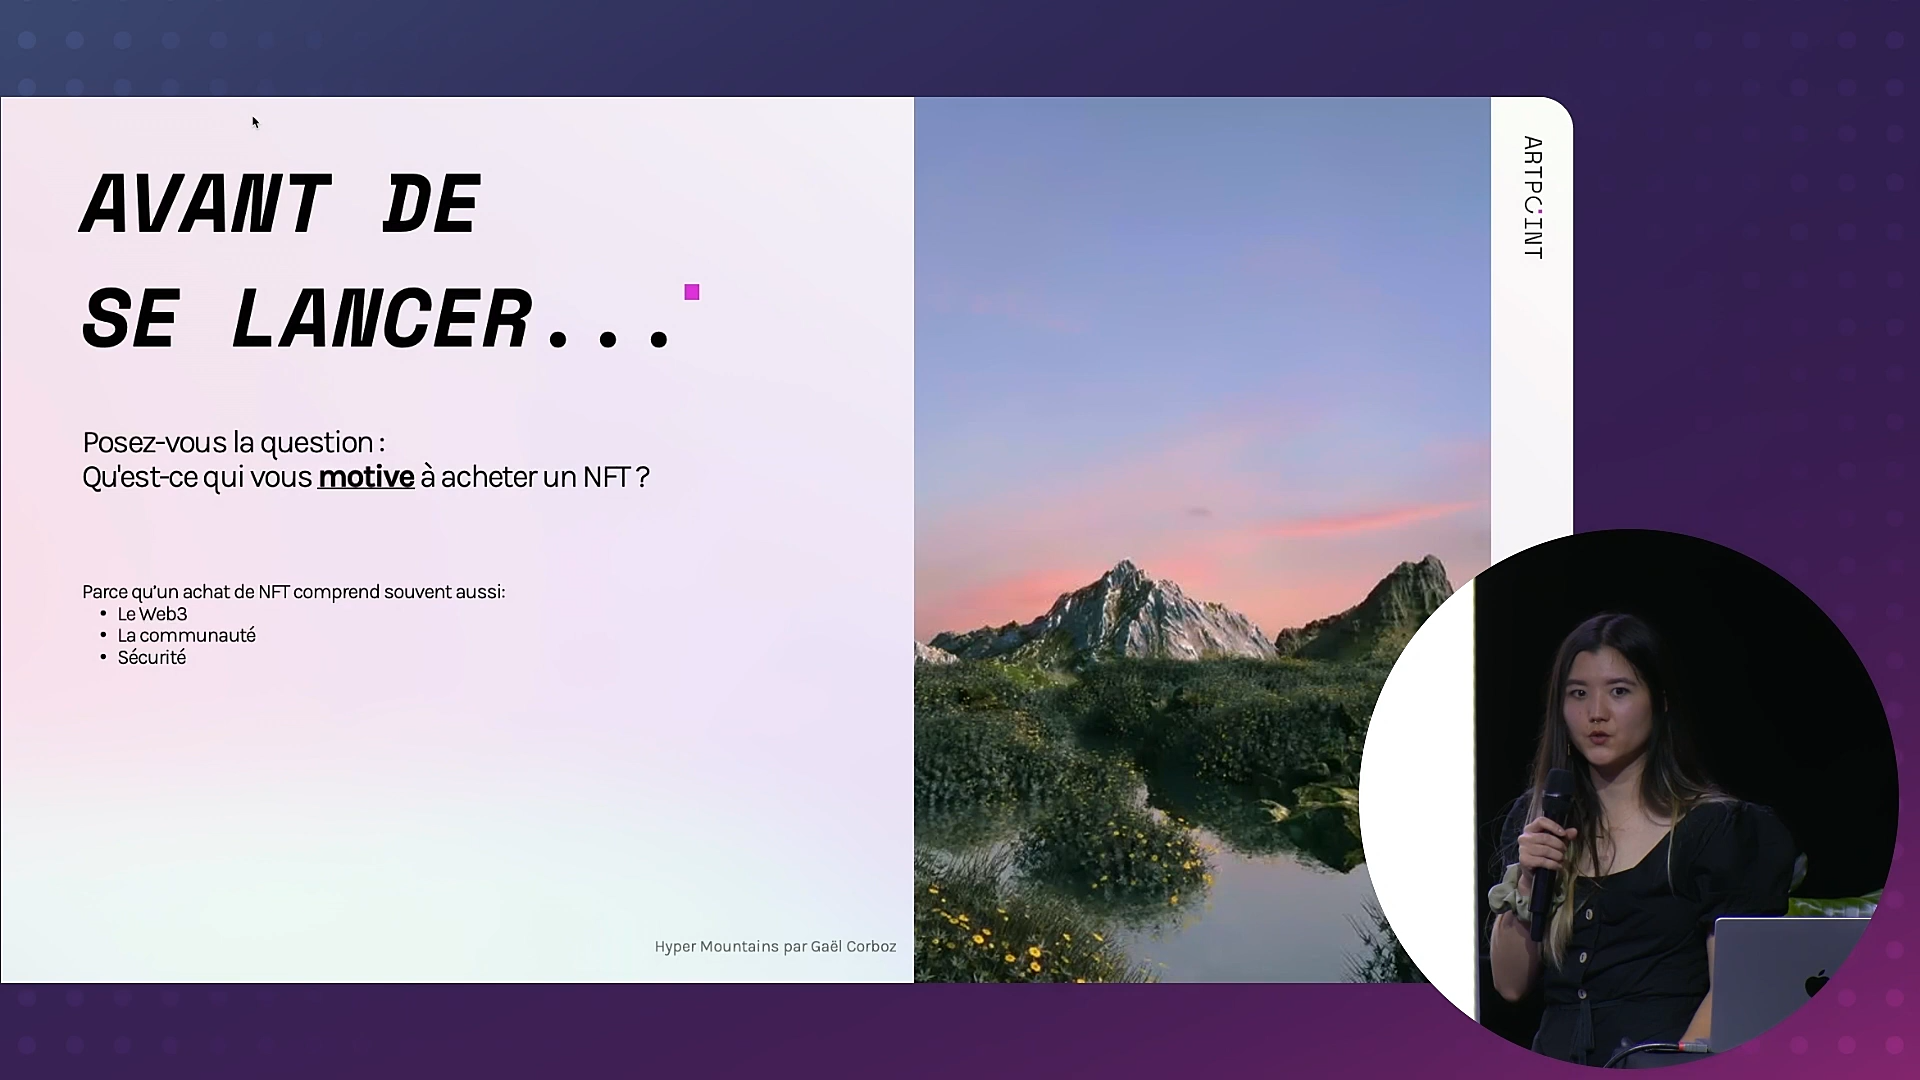 AVANT DE
SE LANCER...
Posez-vous la question :
Qu'est-ce qui vous motive à acheter un NFT ?
Parce qu'un achat de NFT comprend souvent aussi:
• Le Web3
• La communauté
• Sécurité
Hyper Mountains par Gaël Corboz
ARTPOINT